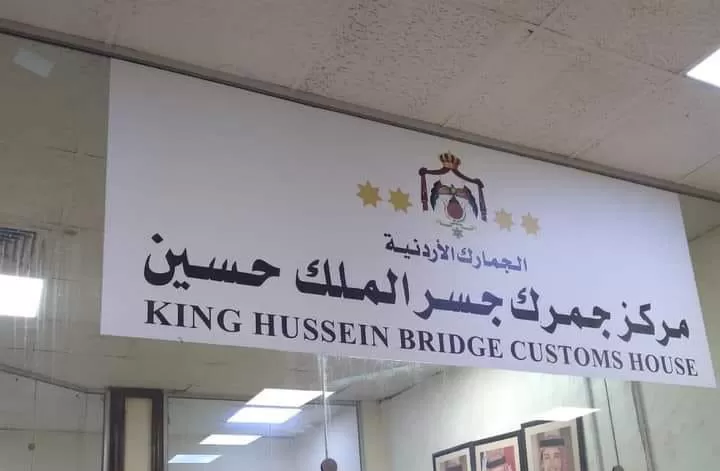 الجمارك الأردنية
مركز جمرك جسر الملك حسين
KING HUSSEIN BRIDGE CUSTOMS HOUSE